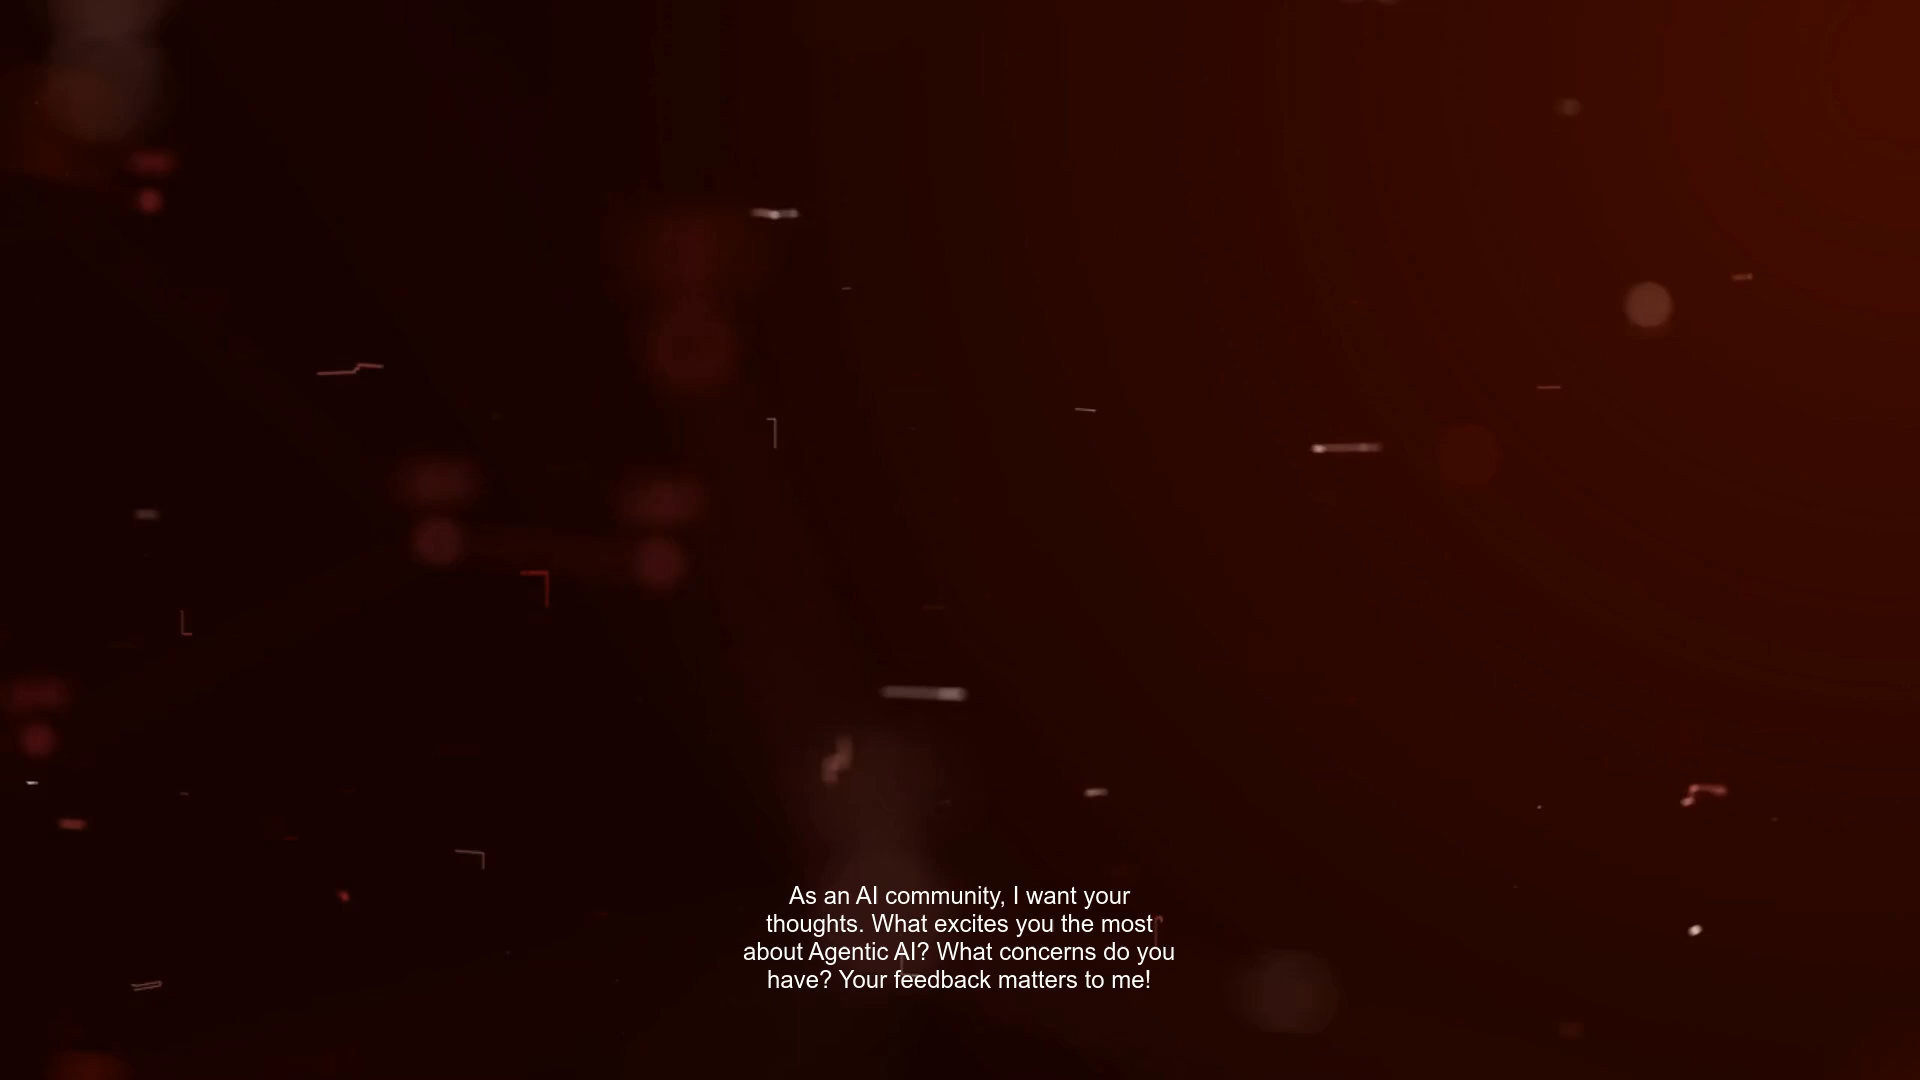 As an AI community, I want your
thoughts. What excites you the most
about Agentic AI? What concerns do you
have? Your feedback matters to me!